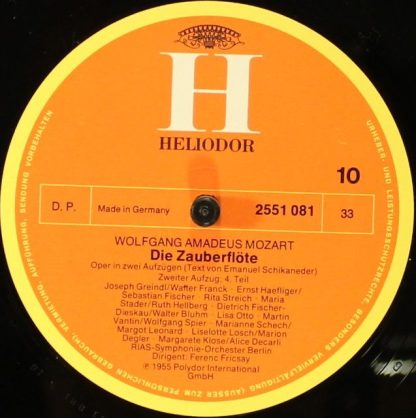 H
HELIODOR
10
D. P.
Made in Germany
2551 081
33
WOLFGANG AMADEUS MOZART
Die Zauberflöte
Oper in zwei Aufzügen (Text von Emanuel Schikaneder)
Zweiter Aufzug: 4. Teil
Joseph Greindl/Walter Franck · Ernst Haefliger/
Sebastian Fischer · Rita Streich · Maria
Stader/Ruth Hellberg · Dietrich Fischer-
Dieskau/Walter Bluhm · Lisa Otto · Martin
Vantin/Wolfgang Spier · Marianne Schech/
Margot Leonard · Liselotte Losch/Marion
Degler · Margarete Klose/Alice Decarli
RIAS-Symphonie-Orchester Berlin
Dirigent: Ferenc Fricsay
℗ 1955 Polydor International
GmbH
URHEBER- UND LEISTUNGSSCHUTZRECHTE, BESONDERS VERVIELFÄLTIGUNG (AUSSER ZUM PERSÖNLICHEN GEBRAUCH), VERMIETUNG, AUFFÜHRUNG, SENDUNG VORBEHALTEN